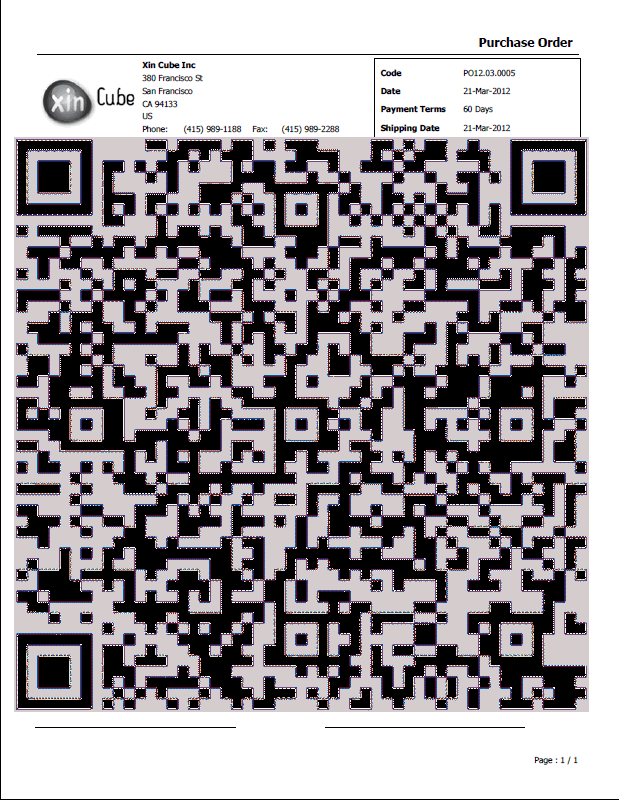 Purchase Order
xin Cube
Xin Cube Inc
380 Francisco St
San Francisco
CA 94133
US
Phone: (415) 989-1188 Fax: (415) 989-2288
Code PO12.03.0005
Date 21-Mar-2012
Payment Terms 60 Days
Shipping Date 21-Mar-2012
Page : 1 / 1